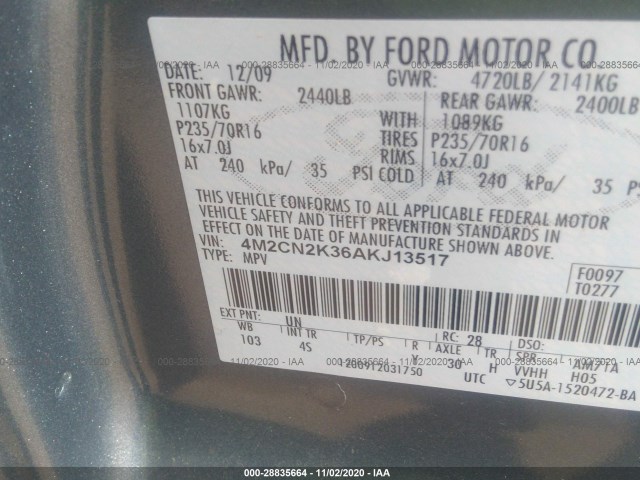 MFD. BY FORD MOTOR CO
DATE: 12/09 GVWR: 4720LB/ 2141KG
FRONT GAWR: 2440LB REAR GAWR: 2400LB
1107KG WITH 1089KG
P235/70R16 TIRES P235/70R16
16x7.0J RIMS 16x7.0J
AT 240 kPa/ 35 PSI COLD AT 240 kPa/ 35 PS
THIS VEHICLE CONFORMS TO ALL APPLICABLE FEDERAL MOTOR
VEHICLE SAFETY AND THEFT PREVENTION STANDARDS IN
EFFECT ON THE DATE OF MANUFACTURE SHOWN ABOVE.
VIN: 4M2CN2K36AKJ13517
TYPE: MPV
F0097
T0277
EXT PNT: UN RC: 28 DSO:
WB INT TR TP/PS R AXLE TR SPR AM7TA
103 4S Y 30 H VVHH H05
200912031750 UTC ▽5U5A-1520472-BA
000-28835664 - 11/02/2020 - IAA